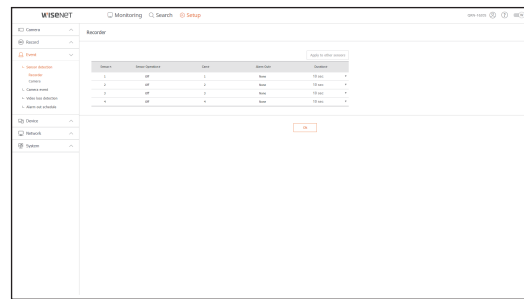 WISENET
Monitoring Search Setup
Camera
Record
Event
Sensor detection
Recorder
Camera
Camera event
Video loss detection
Alarm out schedule
Device
Network
System
Recorder
Apply to other sensors
Sensor Sensor Operation Alarm Out Duration
1 Off 1 None 10 sec.
2 Off 2 None 10 sec.
3 Off 3 None 10 sec.
4 Off 4 None 10 sec.
OK